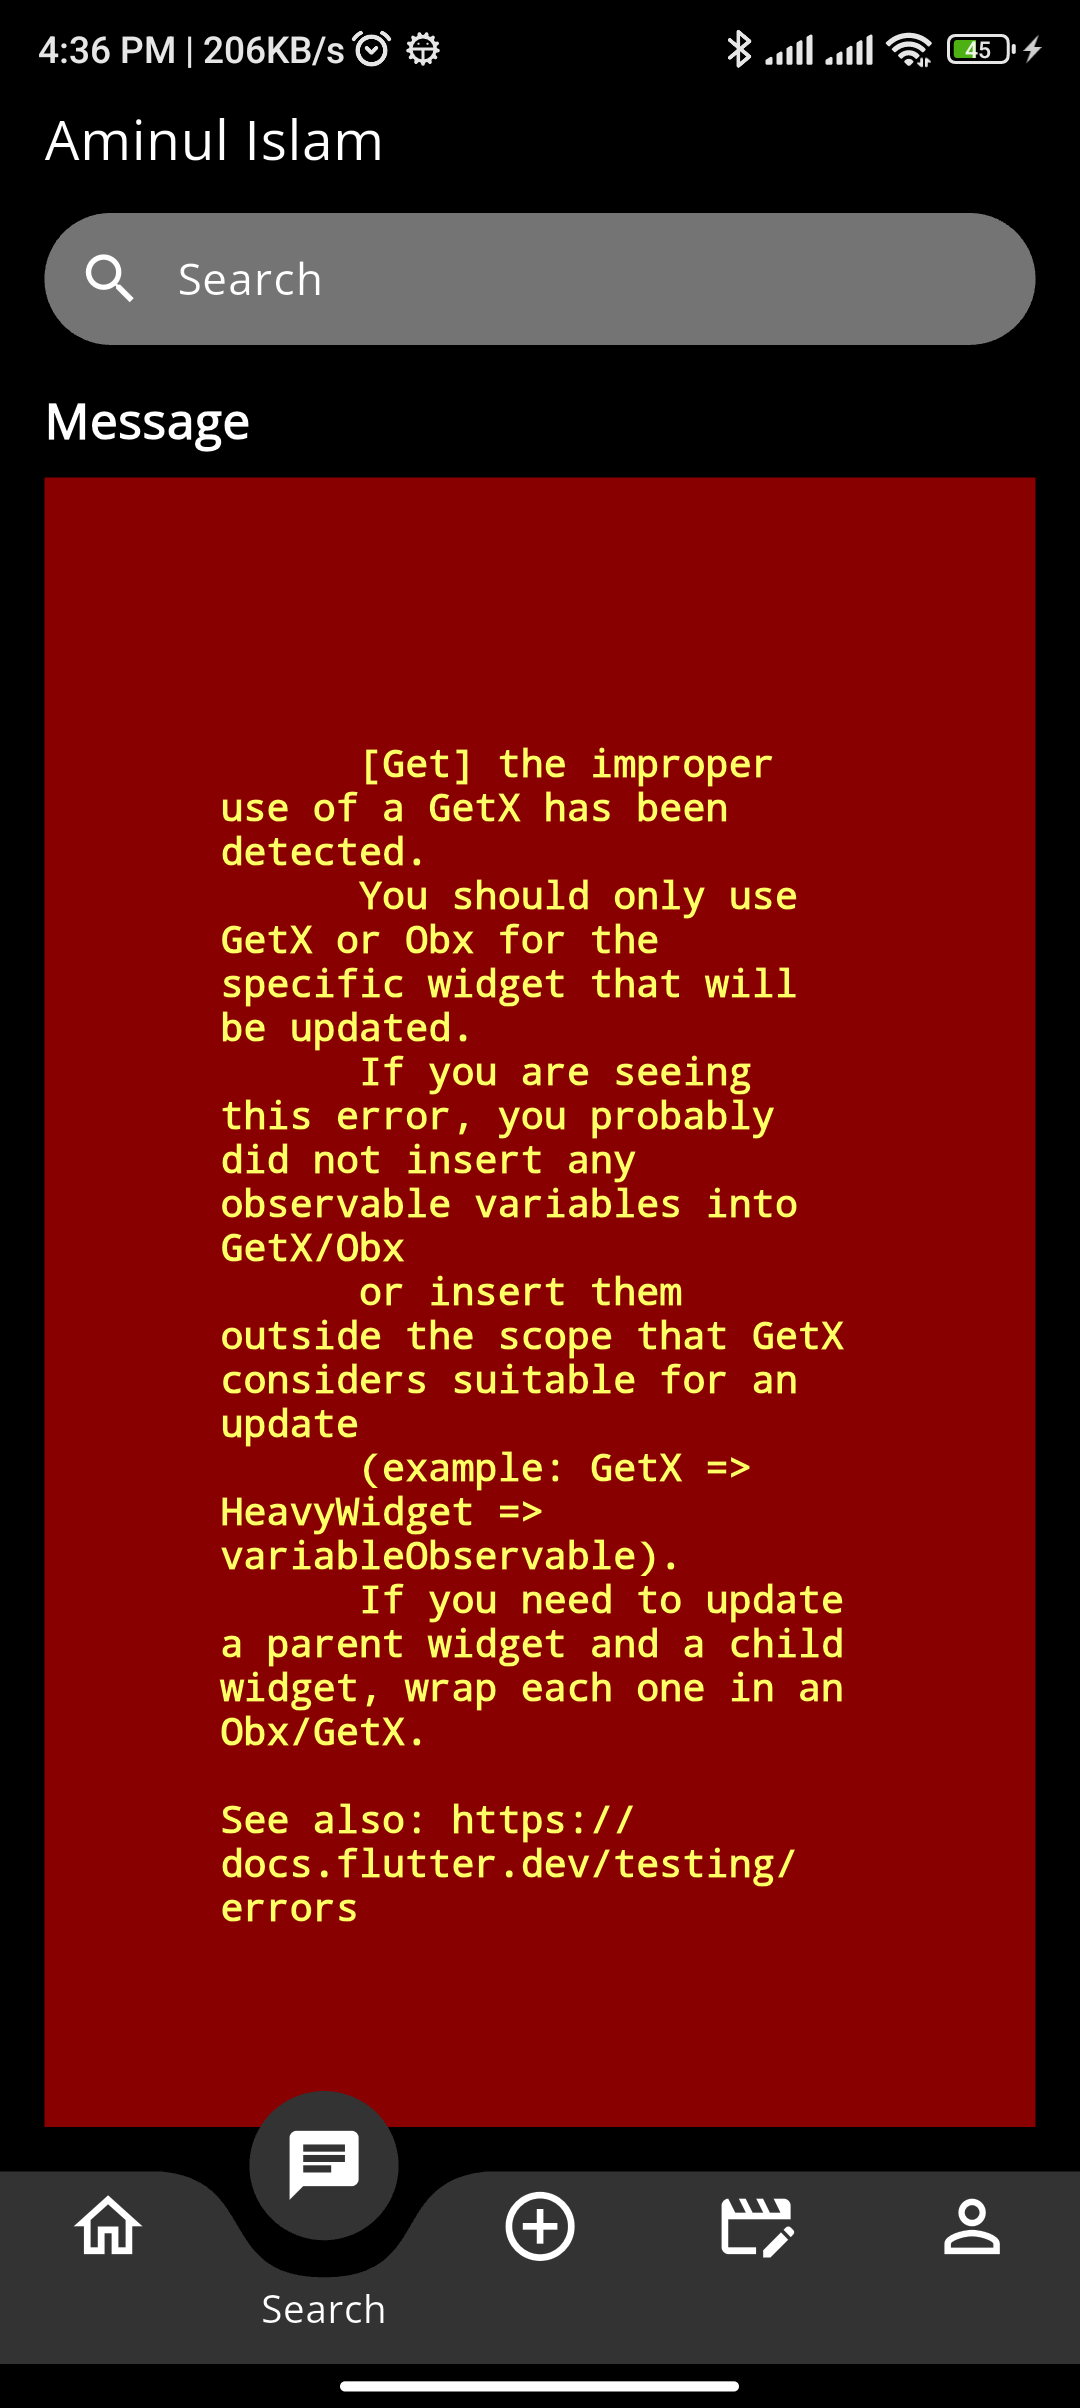 4:36 PM | 206KB/s 45
Aminul Islam
Search
Message
[Get] the improper
use of a GetX has been
detected.
You should only use
GetX or Obx for the
specific widget that will
be updated.
If you are seeing
this error, you probably
did not insert any
observable variables into
GetX/Obx
or insert them
outside the scope that GetX
considers suitable for an
update
(example: GetX =>
HeavyWidget =>
variableObservable).
If you need to update
a parent widget and a child
widget, wrap each one in an
Obx/GetX.
See also: https://
docs.flutter.dev/testing/
errors
Search